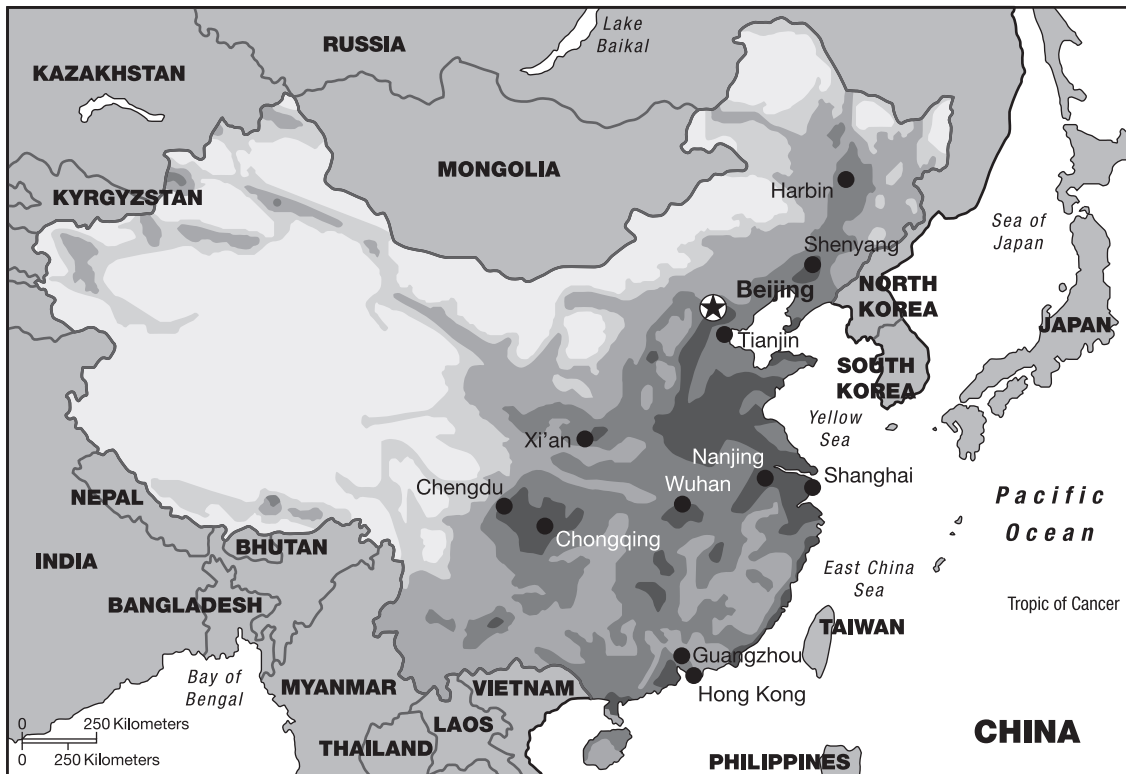 Lake
Baikal
RUSSIA
KAZAKHSTAN
MONGOLIA
KYRGYZSTAN
Harbin
Sea of
Japan
Shenyang
NORTH
KOREA
Beijing
JAPAN
Tianjin
SOUTH
KOREA
Yellow
Sea
Xi'an
Nanjing
Shanghai
Wuhan
Chengdu
NEPAL
Pacific
Ocean
Chongqing
BHUTAN
INDIA
East China
Sea
BANGLADESH
Tropic of Cancer
TAIWAN
Guangzhou
Bay of
Bengal
MYANMAR
VIETNAM
Hong Kong
LAOS
0 250 Kilometers
0 250 Kilometers
THAILAND
CHINA
PHILIPPINES